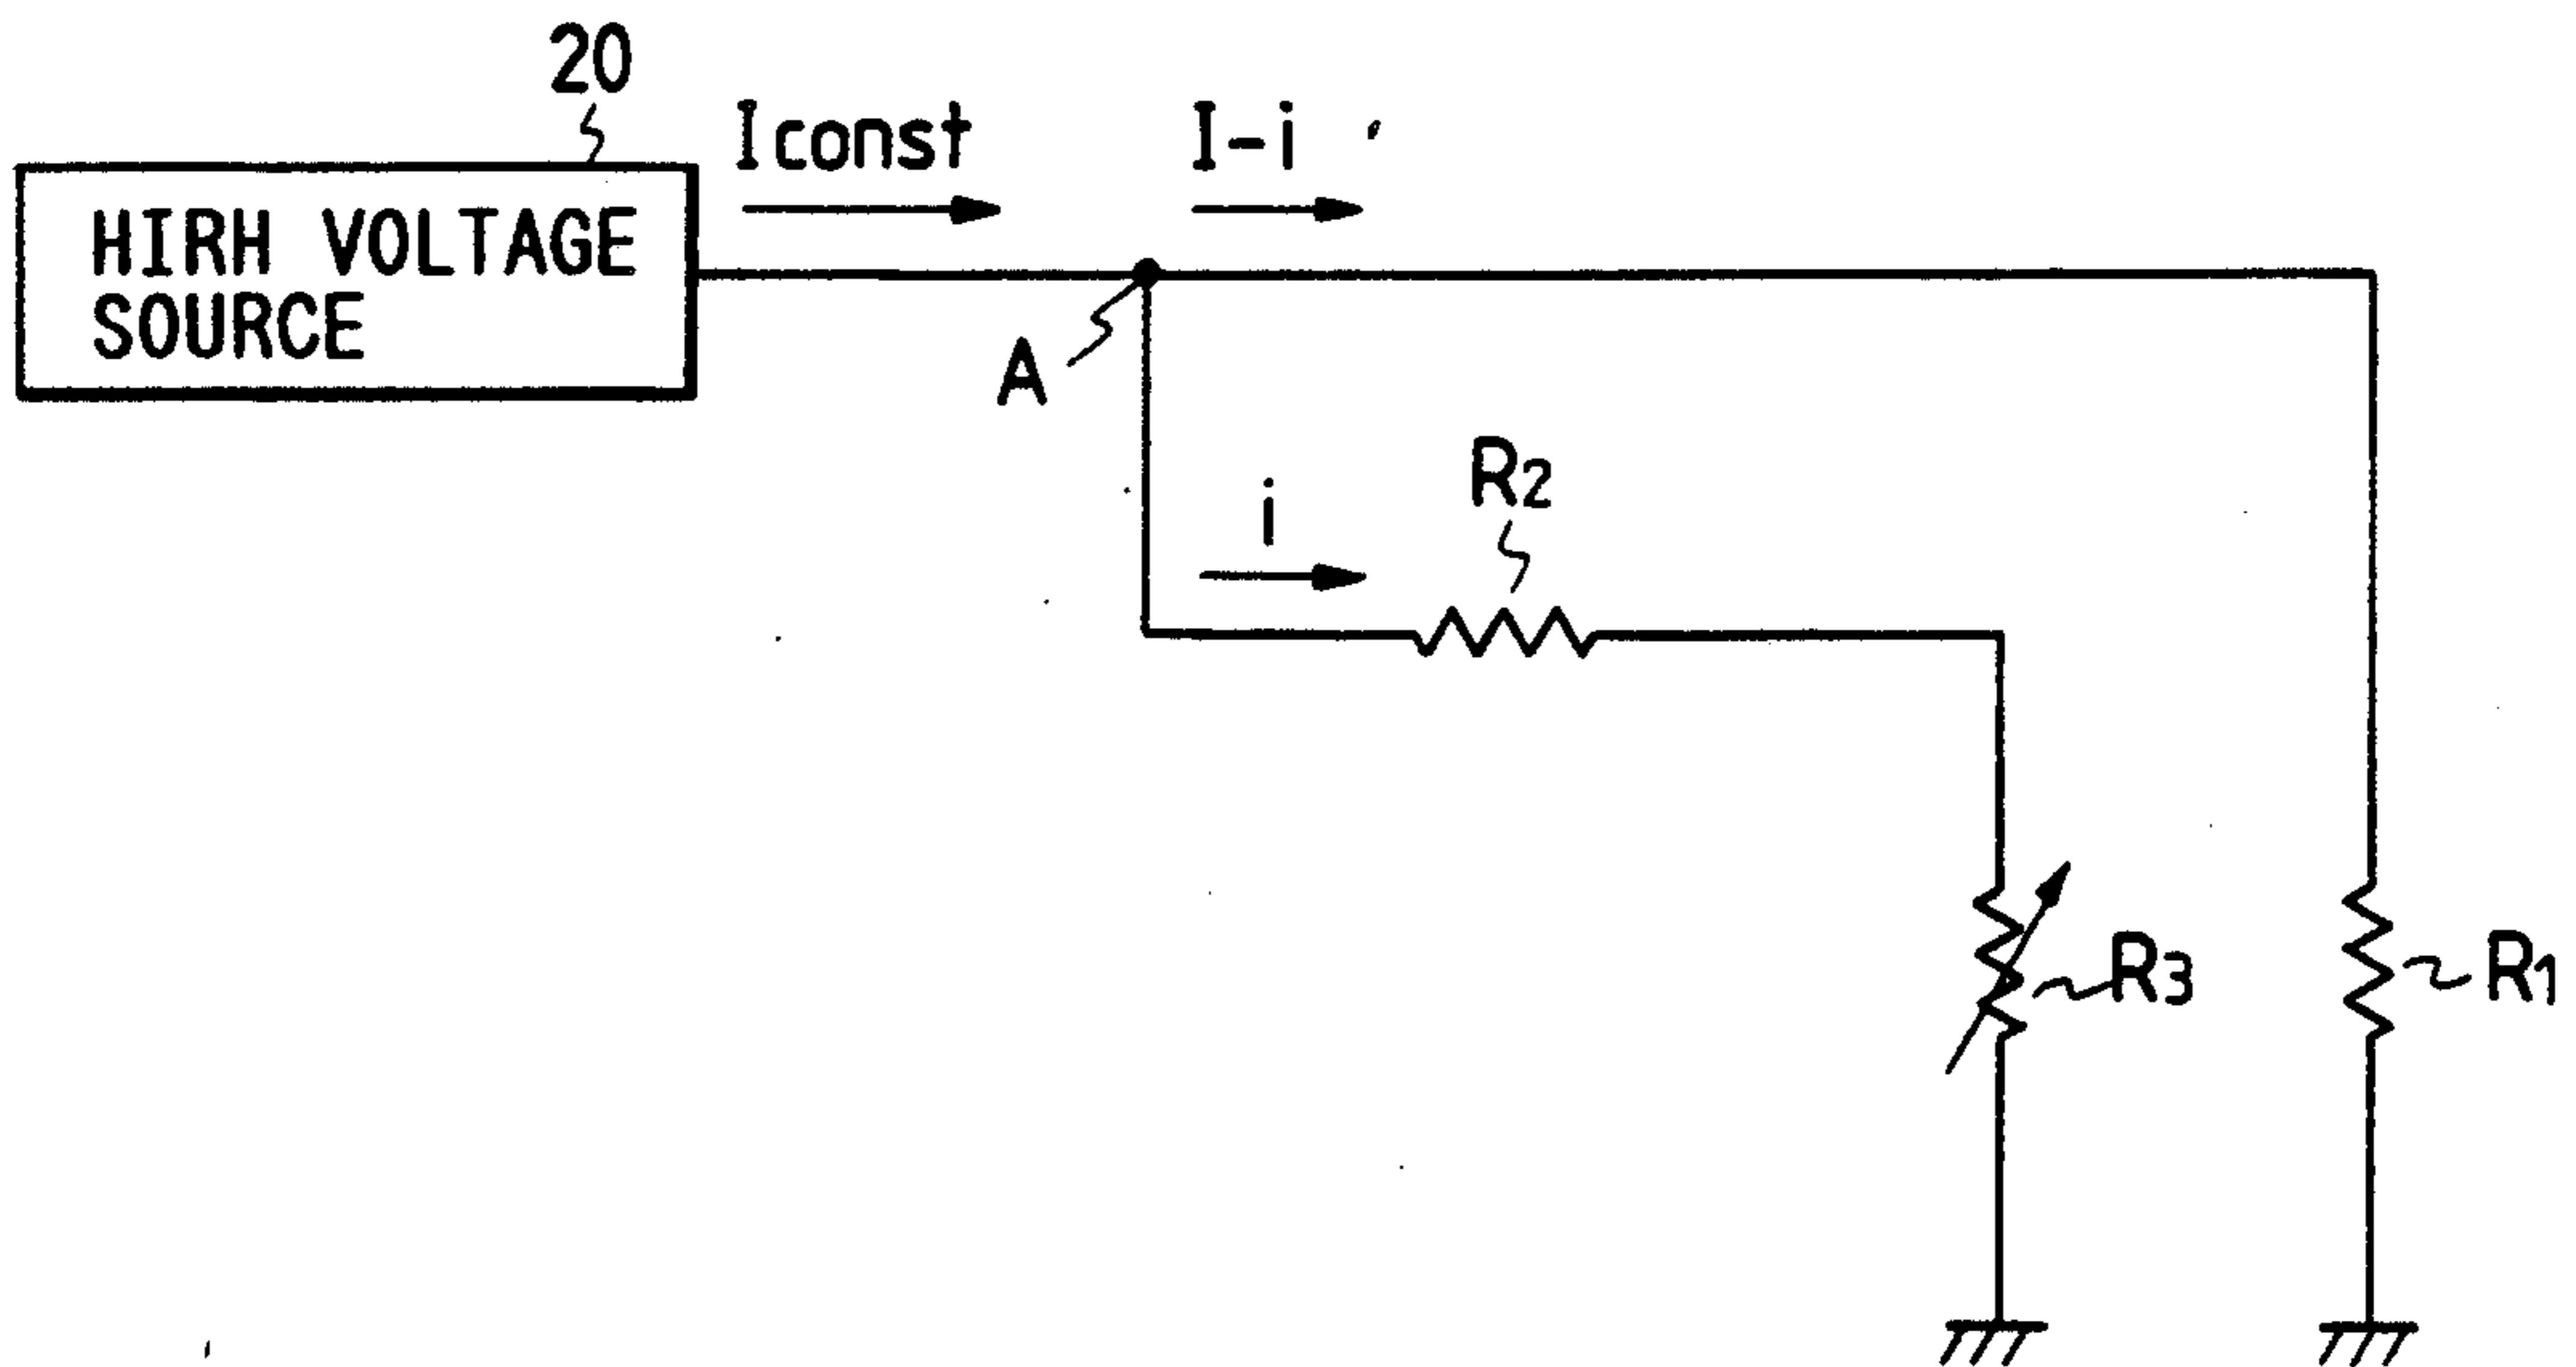 20
Iconst
I-i
HIRH VOLTAGE
SOURCE
A
i
R2
R3
R1